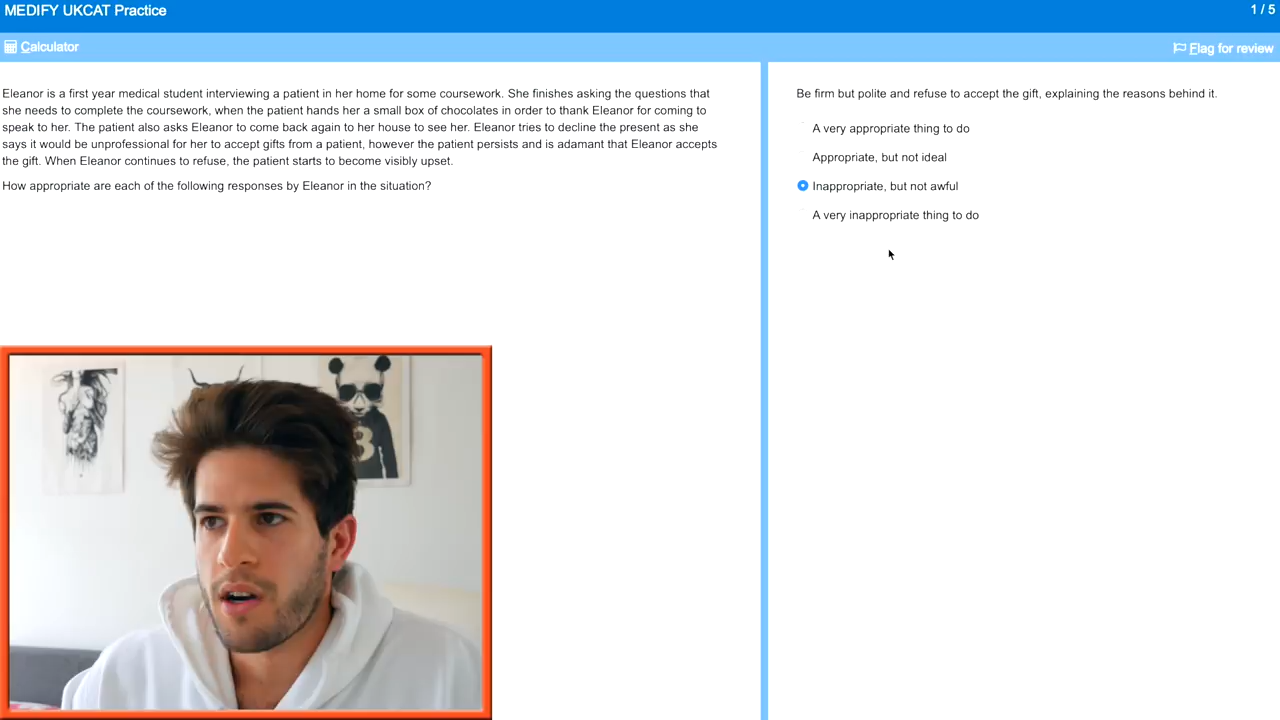 MEDIFY UKCAT Practice
1 / 5
Calculator
Flag for review
Eleanor is a first year medical student interviewing a patient in her home for some coursework. She finishes asking the questions that
she needs to complete the coursework, when the patient hands her a small box of chocolates in order to thank Eleanor for coming to
speak to her. The patient also asks Eleanor to come back again to her house to see her. Eleanor tries to decline the present as she
says it would be unprofessional for her to accept gifts from a patient, however the patient persists and is adamant that Eleanor accepts
the gift. When Eleanor continues to refuse, the patient starts to become visibly upset.
How appropriate are each of the following responses by Eleanor in the situation?
Be firm but polite and refuse to accept the gift, explaining the reasons behind it.
A very appropriate thing to do
Appropriate, but not ideal
Inappropriate, but not awful
A very inappropriate thing to do